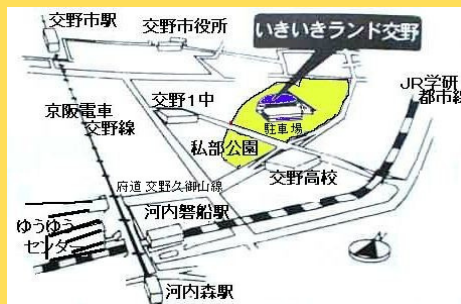 交野市駅
交野市役所
いきいきランド交野
JR学研
都市線
京阪電車
交野線
交野1中
駐車場
私部公園
交野高校
府道 交野久御山線
河内磐船駅
ゆうゆう
センター
河内森駅